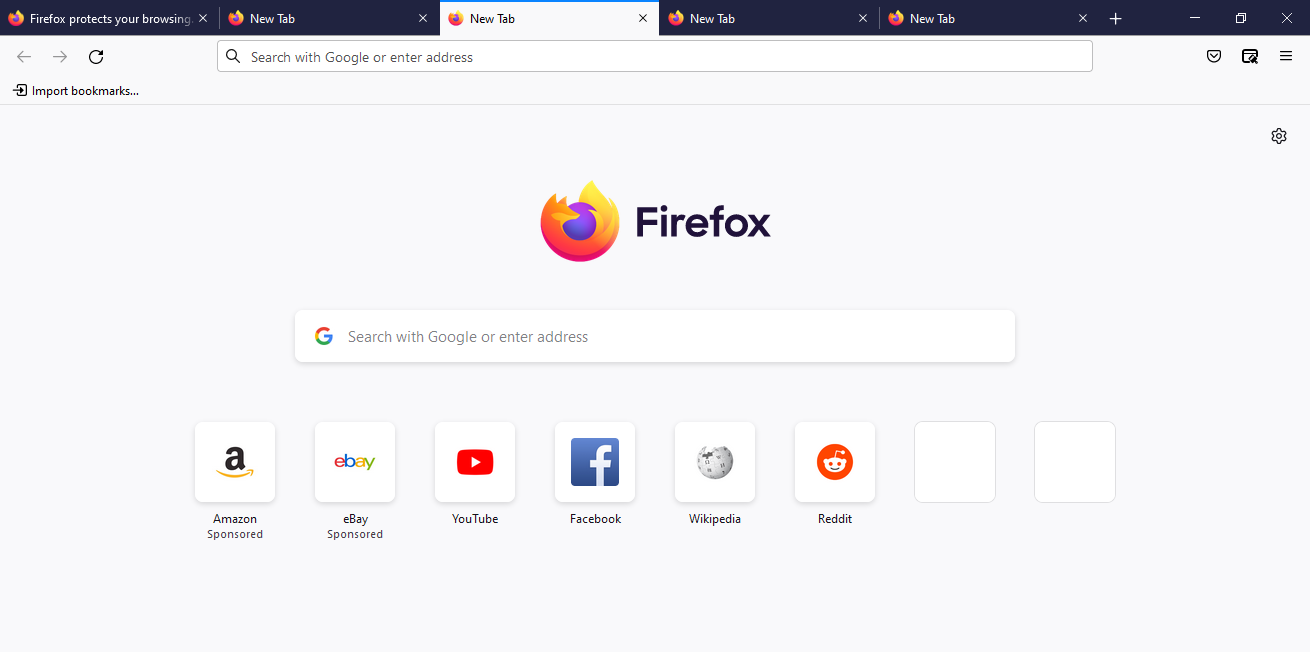 Firefox protects your browsing.
New Tab
New Tab
New Tab
New Tab
Search with Google or enter address
Import bookmarks...
Firefox
Search with Google or enter address
a
ebay
Amazon
Sponsored
eBay
Sponsored
YouTube
Facebook
Wikipedia
Reddit